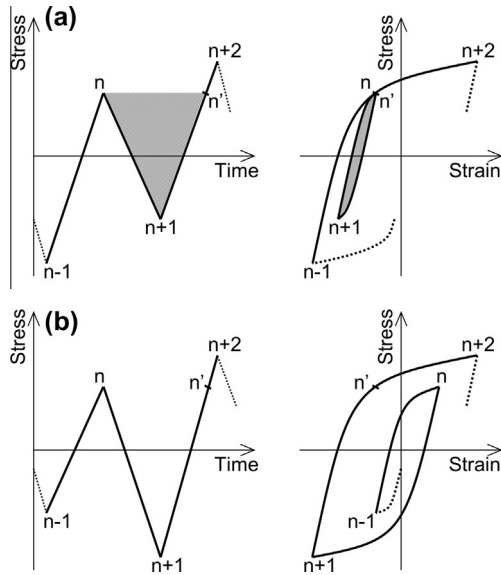 (a)
Stress
n
n+2
n'
Time
n+1
n-1
Stress
n
n+2
n'
Strain
n+1
n-1
(b)
Stress
n
n+2
n'
Time
n-1
n+1
Stress
n+2
n'
n
Strain
n-1
n+1